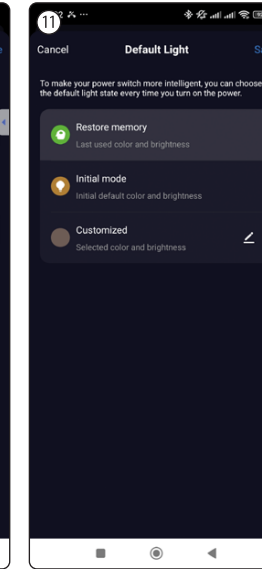 11
Cancel
Default Light
To make your power switch more intelligent, you can choose
the default light state every time you turn on the power.
Restore memory
Last used color and brightness
Initial mode
Initial default color and brightness
Customized
Selected color and brightness